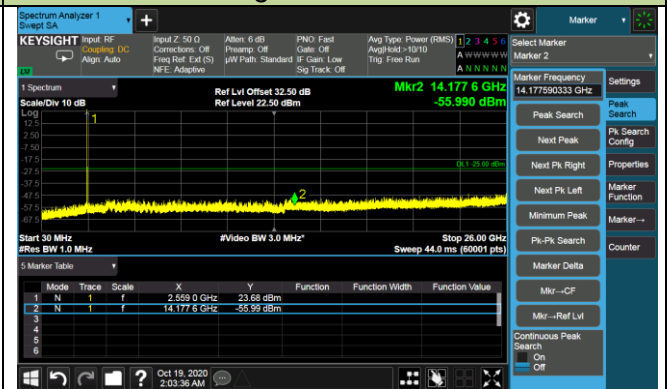 Spectrum Analyzer 1
Swept SA
+
Marker
KEYSIGHT
Input: RF
Coupling: DC
Align: Auto
Input Z: 50 Ω
Corrections: Off
Freq Ref: Ext (S)
NFE: Adaptive
Atten: 6 dB
Preamp: Off
µW Path: Standard
PNO: Fast
Gate: Off
IF Gain: Low
Sig Track: Off
Avg Type: Power (RMS)
Avg|Hold:>10/10
Trig: Free Run
1 2 3 4 5 6
A W W W W W
A N N N N N
Select Marker
Marker 2
LXI
1 Spectrum
Scale/Div 10 dB
Ref Lvl Offset 32.50 dB
Ref Level 22.50 dBm
Mkr2 14.177 6 GHz
-55.990 dBm
Log
12.5
2.50
-7.50
-17.5
-27.5
-37.5
-47.5
-57.5
-67.5
1
DL1 -25.00 dBm
2
Start 30 MHz
#Res BW 1.0 MHz
#Video BW 3.0 MHz*
Stop 26.00 GHz
Sweep 44.0 ms (60001 pts)
5 Marker Table
Mode Trace Scale X Y Function Function Width Function Value
1 N 1 f 2.559 0 GHz 23.68 dBm
2 N 1 f 14.177 6 GHz -55.99 dBm
3
4
5
6
Marker Frequency
14.177590333 GHz
Peak Search
Next Peak
Next Pk Right
Next Pk Left
Minimum Peak
Pk-Pk Search
Marker Delta
Mkr→CF
Mkr→Ref Lvl
Continuous Peak
Search
On
Off
Settings
Peak
Search
Pk Search
Config
Properties
Marker
Function
Marker→
Counter
?
Oct 19, 2020
2:03:36 AM